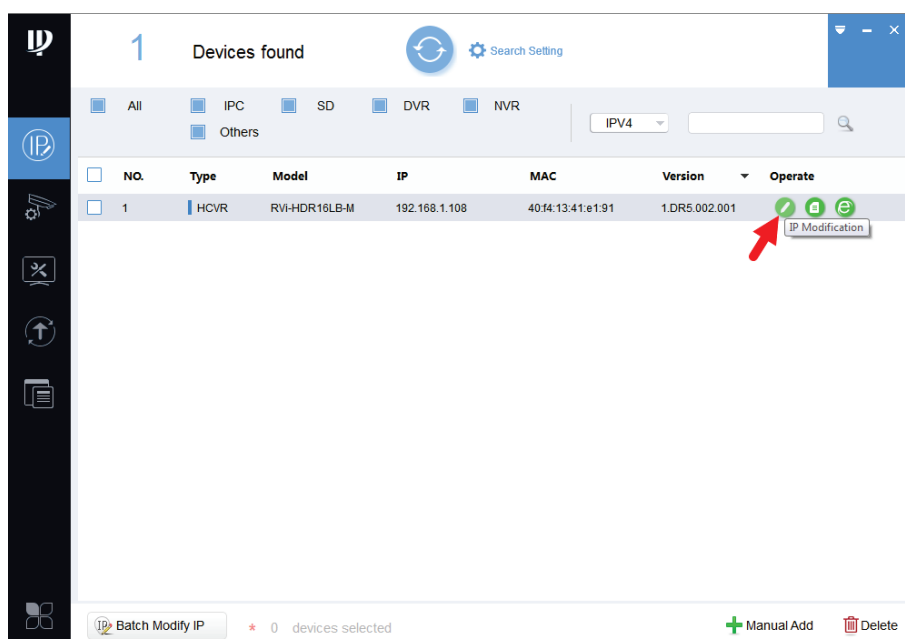 1 Devices found Search Setting
All IPC SD DVR NVR
Others
IPV4
NO. Type Model IP MAC Version Operate
1 HCVR RVi-HDR16LB-M 192.168.1.108 40:f4:13:41:e1:91 1.DR5.002.001
IP Modification
IP Batch Modify IP * 0 devices selected Manual Add Delete